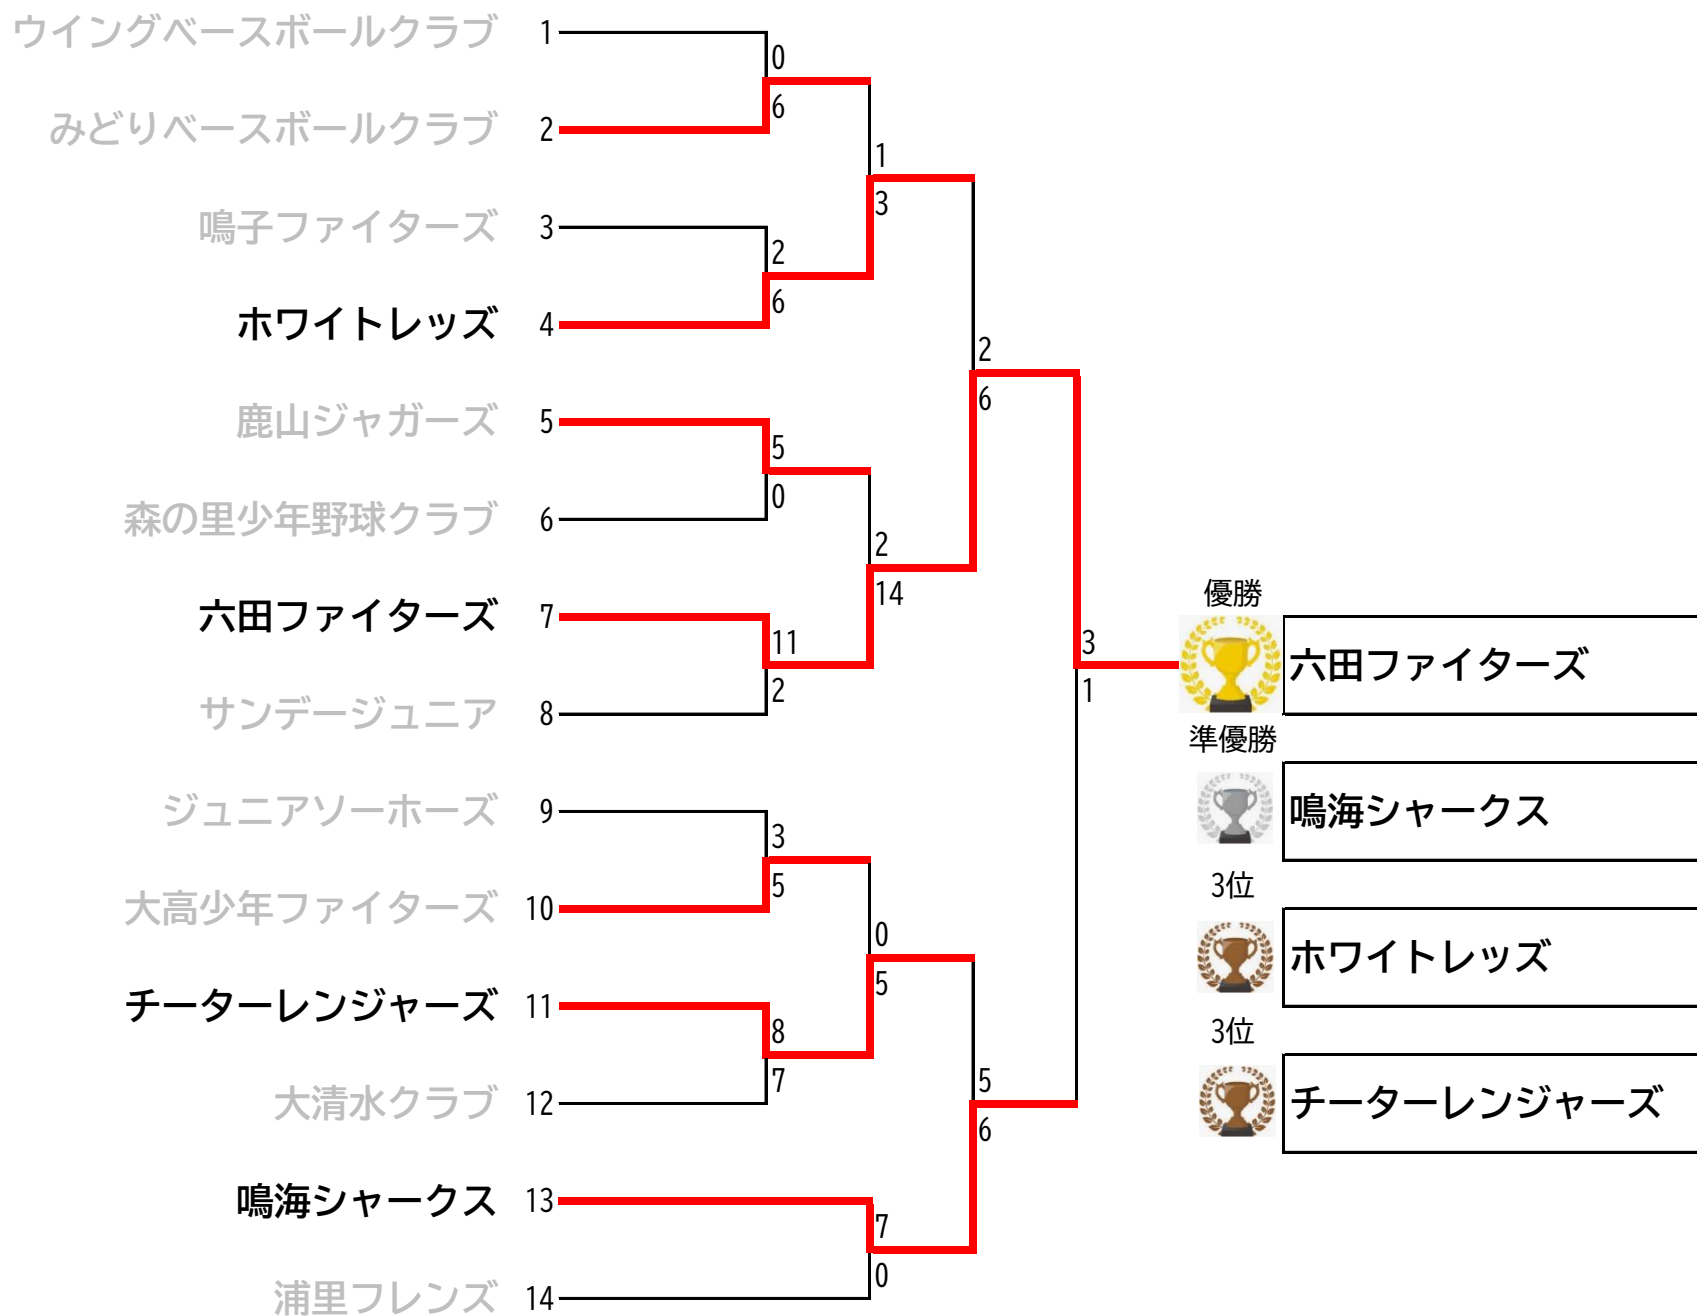 ウイングベースボールクラブ 1
0
6
みどりベースボールクラブ 2
1
3
鳴子ファイターズ 3
2
6
ホワイトレッズ 4
2
6
鹿山ジャガーズ 5
5
0
森の里少年野球クラブ 6
2
14
六田ファイターズ 7
11
2
サンデージュニア 8
3
1
ジュニアソーホーズ 9
3
5
大高少年ファイターズ 10
0
5
チーターレンジャーズ 11
8
7
大清水クラブ 12
5
6
鳴海シャークス 13
7
0
浦里フレンズ 14
優勝
六田ファイターズ
準優勝
鳴海シャークス
3位
ホワイトレッズ
3位
チーターレンジャーズ